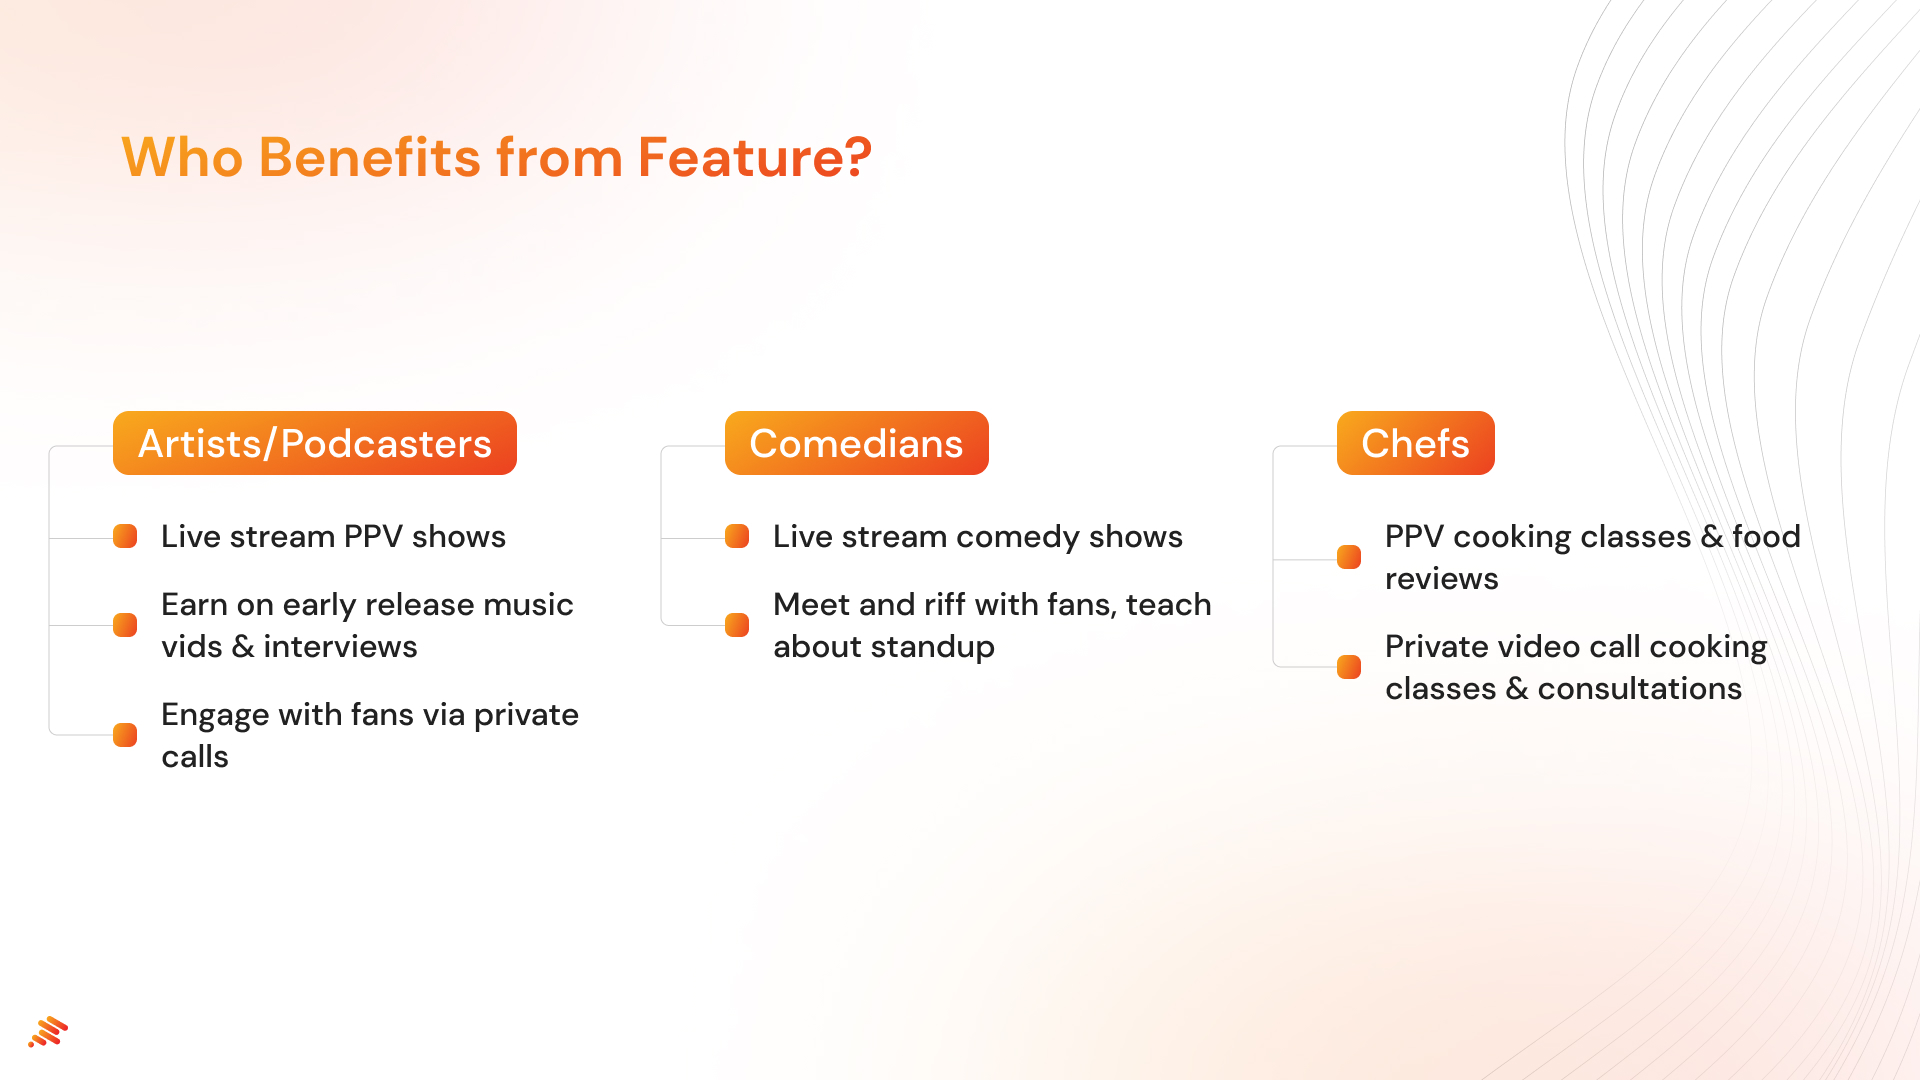 Who Benefits from Feature?
Artists/Podcasters
Live stream PPV shows
Earn on early release music
vids & interviews
Engage with fans via private
calls
Comedians
Live stream comedy shows
Meet and riff with fans, teach
about standup
Chefs
PPV cooking classes & food
reviews
Private video call cooking
classes & consultations